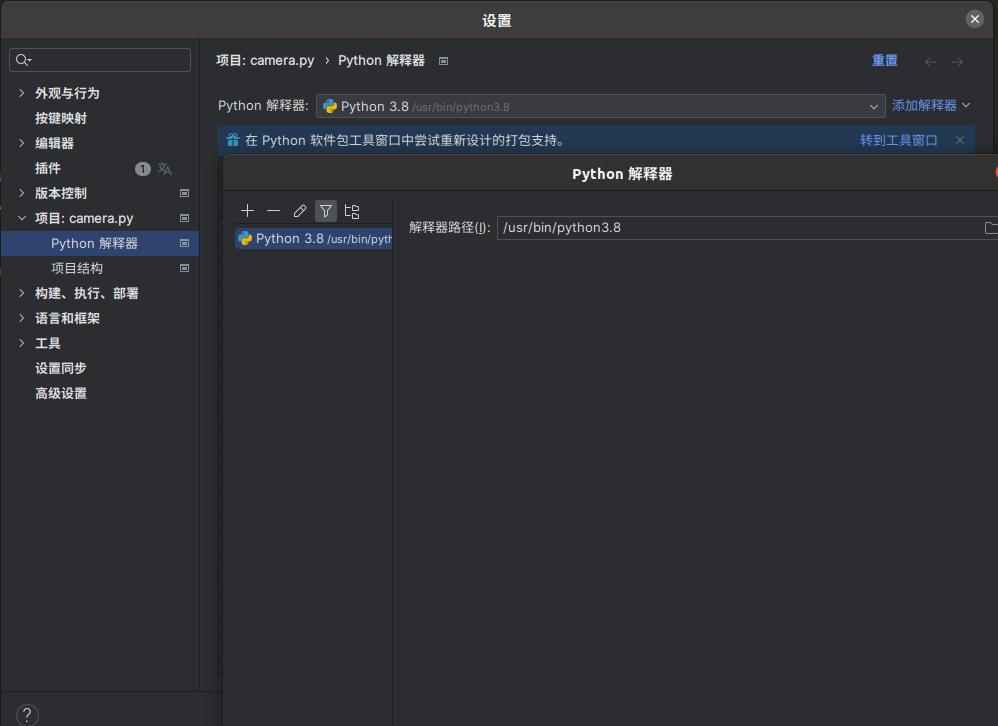 设置
项目: camera.py › Python 解释器
重置
外观与行为
按键映射
编辑器
插件 1
版本控制
项目: camera.py
Python 解释器
项目结构
构建、执行、部署
语言和框架
工具
设置同步
高级设置
Python 解释器: Python 3.8 /usr/bin/python3.8 添加解释器
在 Python 软件包工具窗口中尝试重新设计的打包支持。 转到工具窗口
Python 解释器
Python 3.8 /usr/bin/pyth
解释器路径(I): /usr/bin/python3.8
?